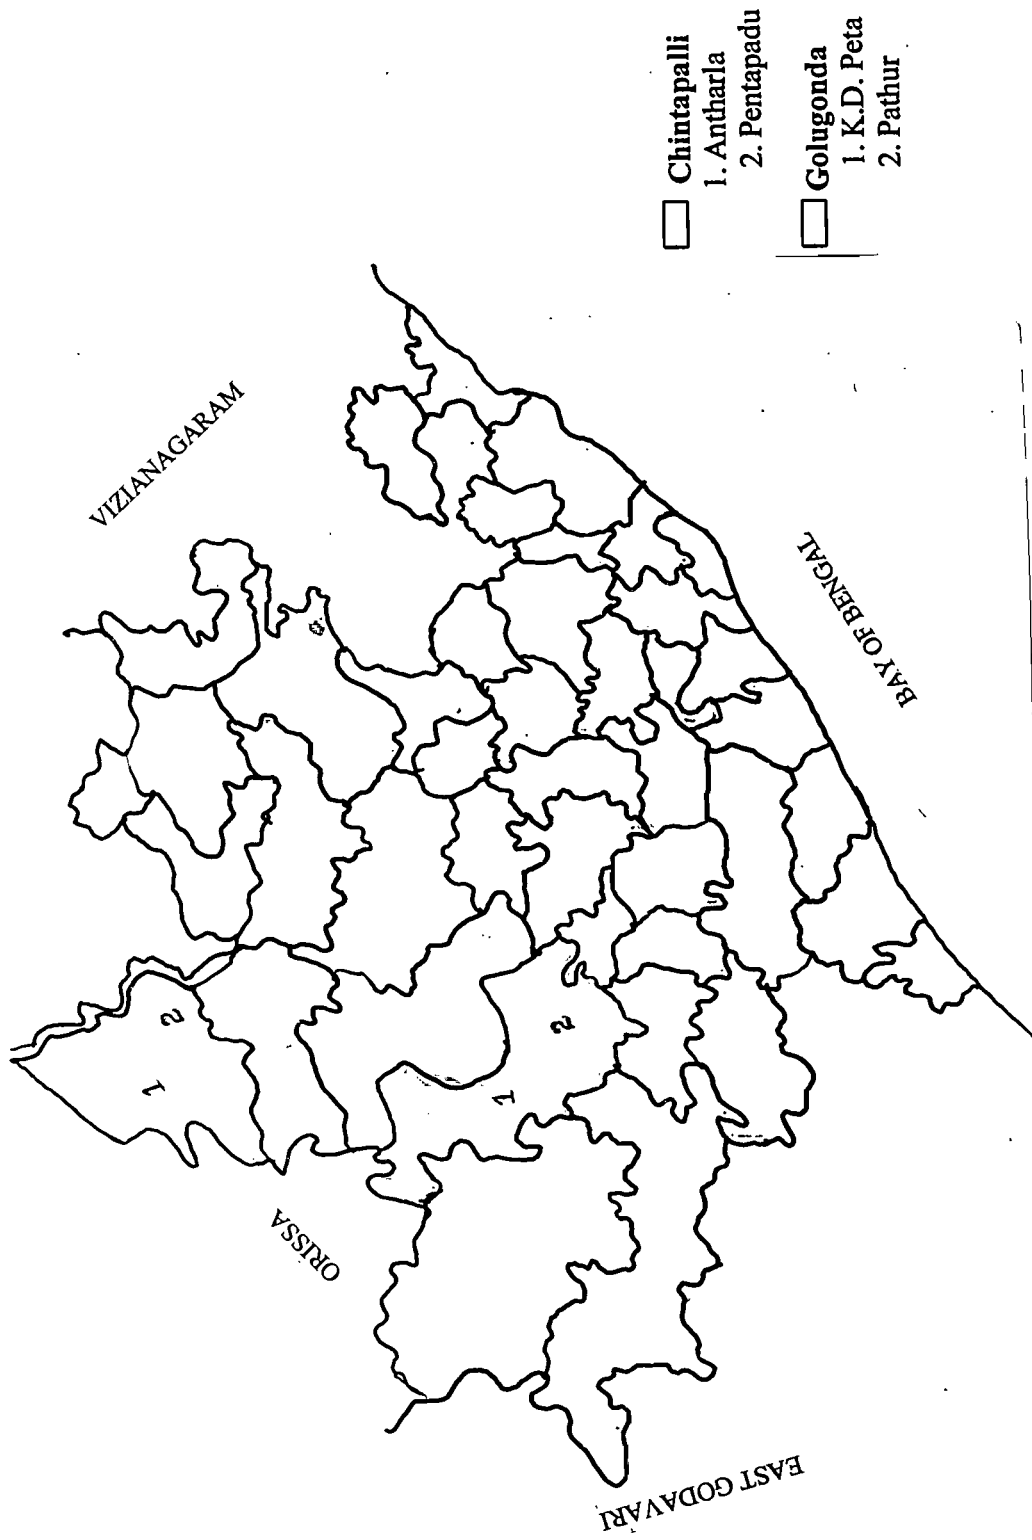 VIZIANAGARAM
ORISSA
BAY OF BENGAL
EAST GODAVARI
1
2
1
2
Chintapalli
1. Antharla
2. Pentapadu
Golugonda
1. K.D. Peta
2. Pathur